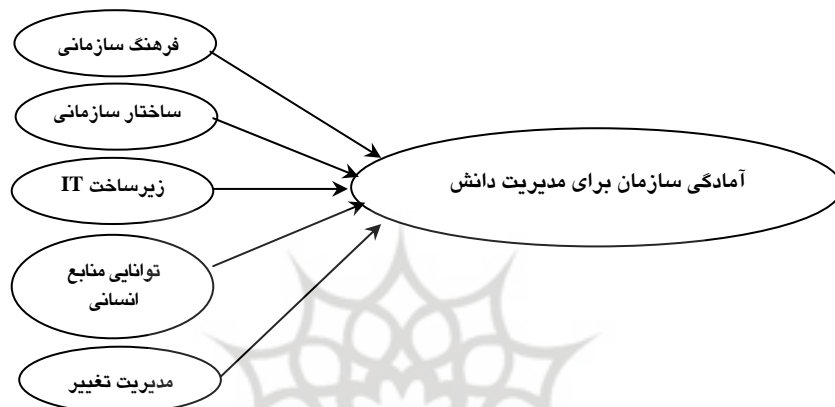 فرهنگ سازمانی
ساختار سازمانی
آمادگی سازمان برای مدیریت دانش
زیرساخت IT
توانایی منابع
انسانی
مدیریت تغییر